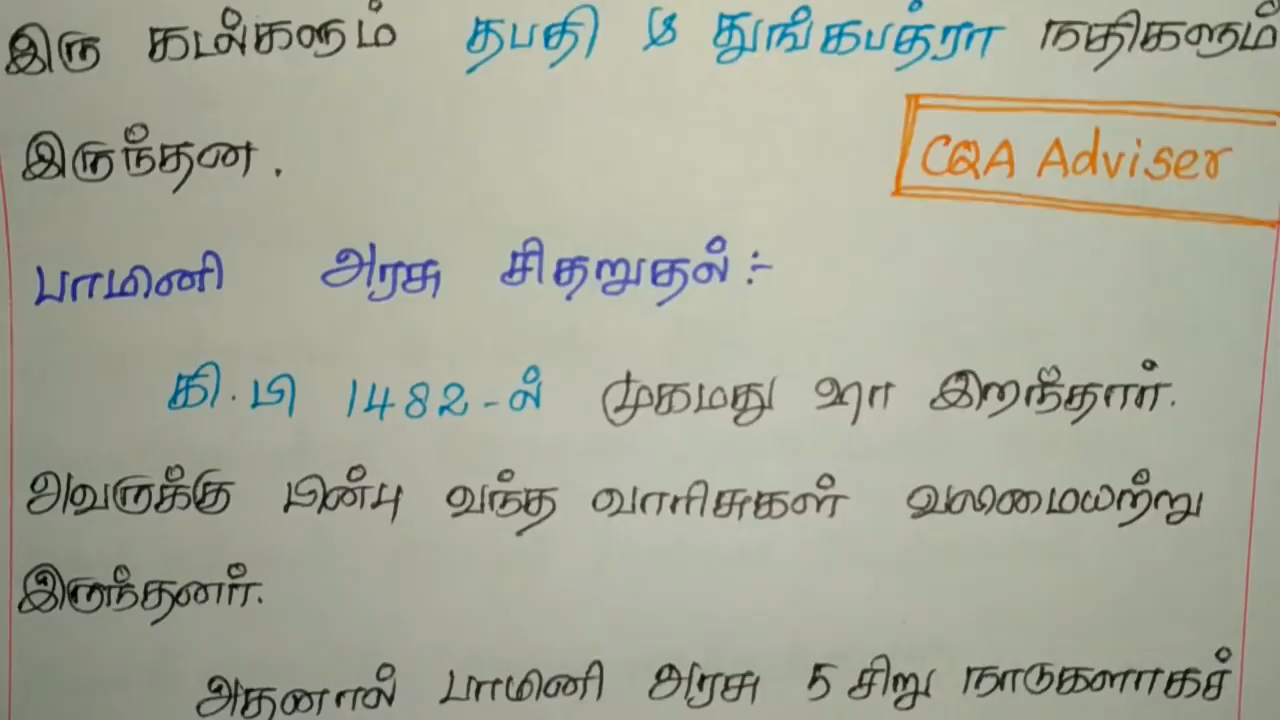 இரு கடல்களும் தபதி & துங்கபத்ரா நதிகளும்
இருந்தன.
CQA Adviser
பாமினி அரசு சிதறுதல் :-
கி.பி 1482-ல் முகமது ஷா இறந்தார்.
அவருக்கு பின்பு வந்த வாரிசுகள் வலிமையற்று
இருந்தனர்.
அதனால் பாமினி அரசு 5 சிறு நாடுகளாகச்